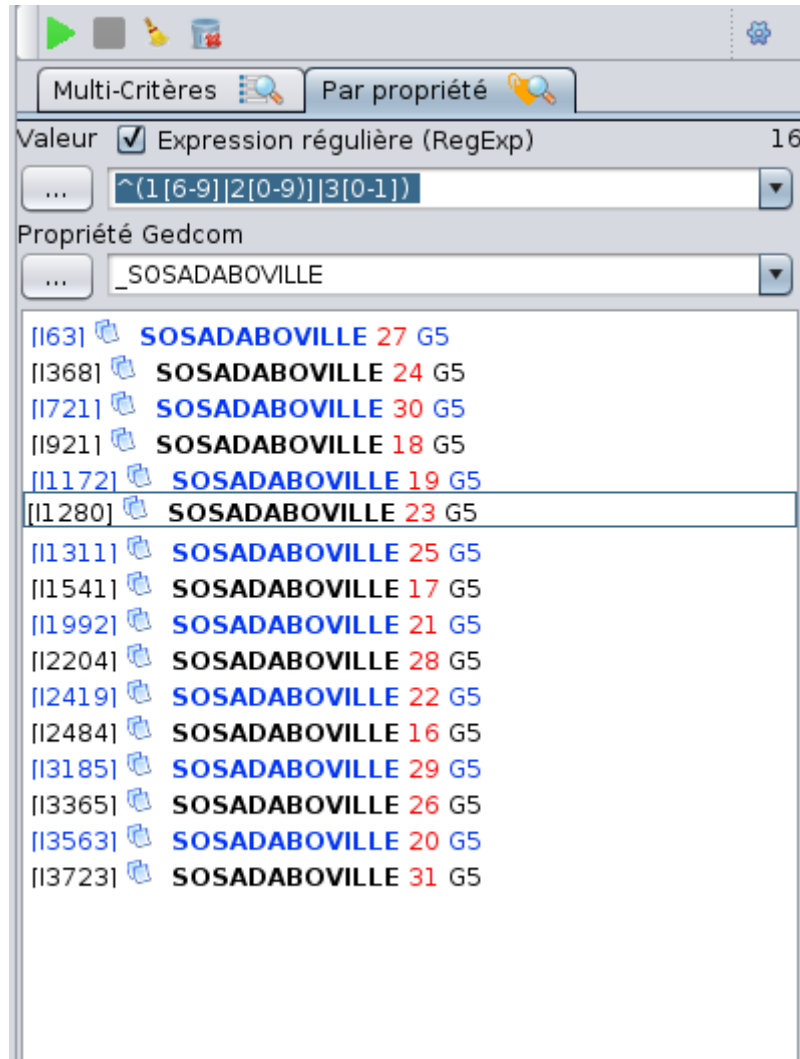 Multi-Critères Par propriété
Valeur Expression régulière (RegExp) 16
... ^(1[6-9]|2[0-9)]|3[0-1])
Propriété Gedcom
... _SOSADABOVILLE
[I63] SOSADABOVILLE 27 G5
[I368] SOSADABOVILLE 24 G5
[I721] SOSADABOVILLE 30 G5
[I921] SOSADABOVILLE 18 G5
[I1172] SOSADABOVILLE 19 G5
[I1280] SOSADABOVILLE 23 G5
[I1311] SOSADABOVILLE 25 G5
[I1541] SOSADABOVILLE 17 G5
[I1992] SOSADABOVILLE 21 G5
[I2204] SOSADABOVILLE 28 G5
[I2419] SOSADABOVILLE 22 G5
[I2484] SOSADABOVILLE 16 G5
[I3185] SOSADABOVILLE 29 G5
[I3365] SOSADABOVILLE 26 G5
[I3563] SOSADABOVILLE 20 G5
[I3723] SOSADABOVILLE 31 G5